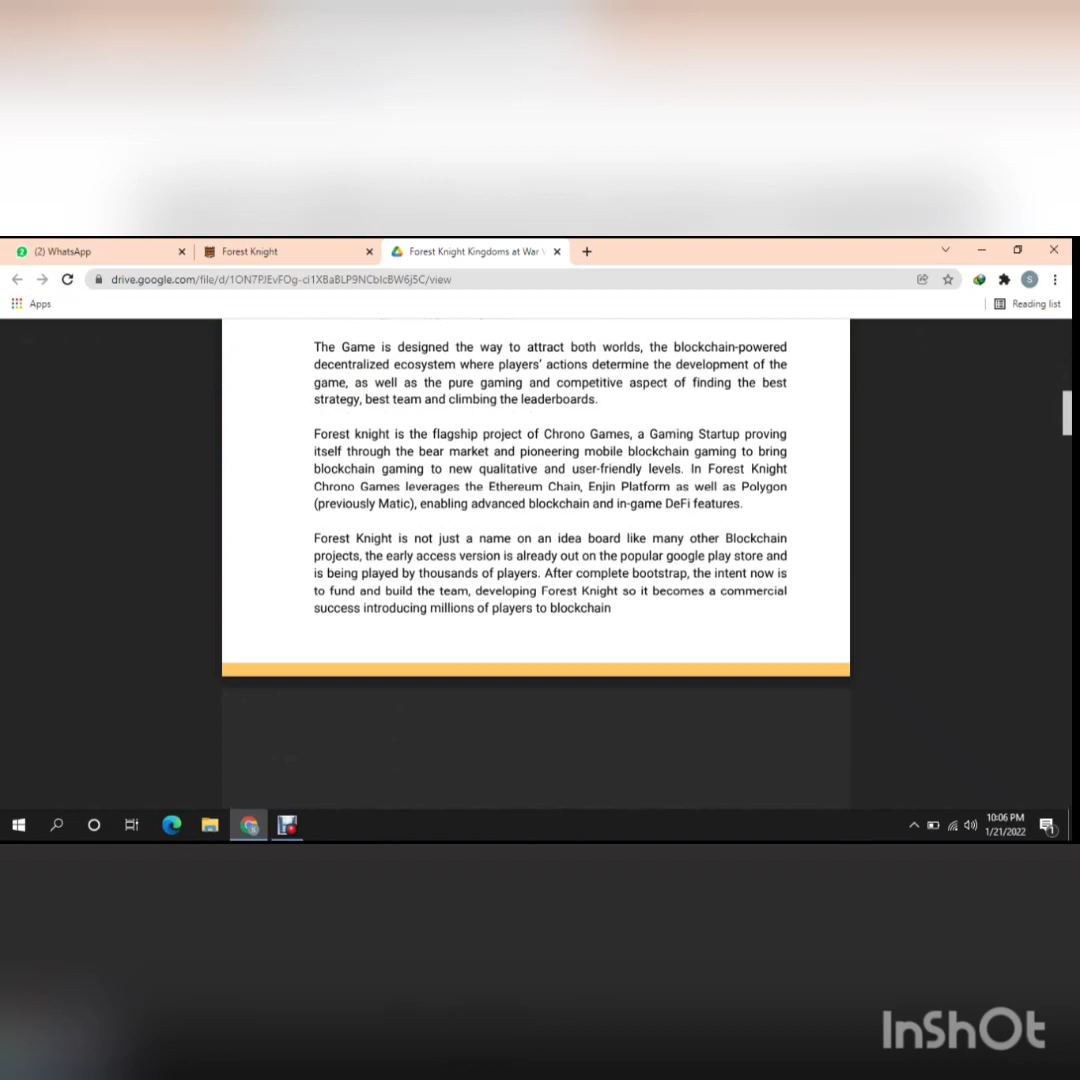 (2) WhatsApp
Forest Knight
Forest Knight Kingdoms at War
drive.google.com/file/d/1ON7PJEvFOg-ci1XBaBLP9NCbIcBW6j5C/view
Apps
Reading list
The Game is designed the way to attract both worlds, the blockchain-powered
decentralized ecosystem where players' actions determine the development of the
game, as well as the pure gaming and competitive aspect of finding the best
strategy, best team and climbing the leaderboards.
Forest knight is the flagship project of Chrono Games, a Gaming Startup proving
itself through the bear market and pioneering mobile blockchain gaming to bring
blockchain gaming to new qualitative and user-friendly levels. In Forest Knight
Chrono Games leverages the Ethereum Chain, Enjin Platform as well as Polygon
(previously Matic), enabling advanced blockchain and in-game DeFi features.
Forest Knight is not just a name on an idea board like many other Blockchain
projects, the early access version is already out on the popular google play store and
is being played by thousands of players. After complete bootstrap, the intent now is
to fund and build the team, developing Forest Knight so it becomes a commercial
success introducing millions of players to blockchain
10:06 PM
1/21/2022
InShOt